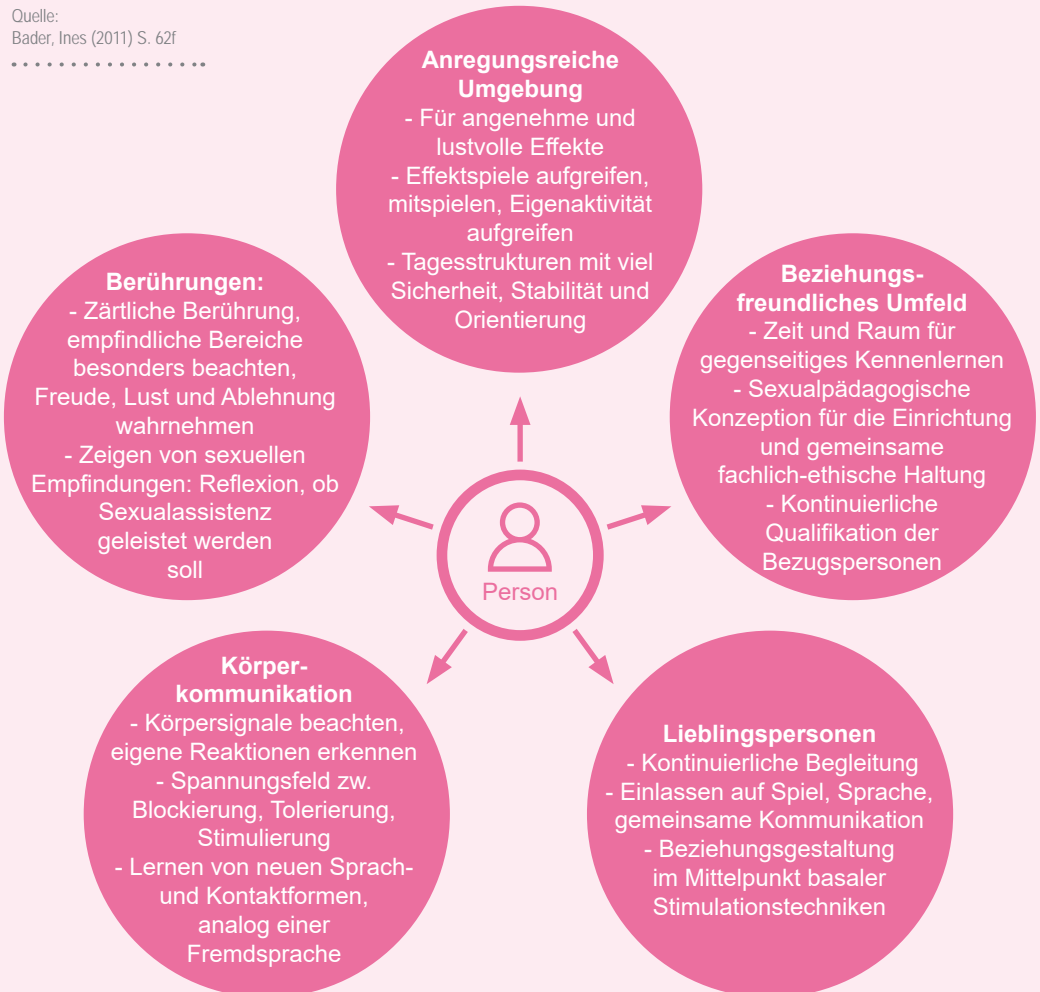 Quelle:
Bader, Ines (2011) S. 62f
Anregungsreiche
Umgebung
- Für angenehme und
lustvolle Effekte
- Effektspiele aufgreifen,
mitspielen, Eigenaktivität
aufgreifen
- Tagesstrukturen mit viel
Sicherheit, Stabilität und
Orientierung
Berührungen:
- Zärtliche Berührung,
empfindliche Bereiche
besonders beachten,
Freude, Lust und Ablehnung
wahrnehmen
- Zeigen von sexuellen
Empfindungen: Reflexion, ob
Sexualassistenz
geleistet werden
soll
Beziehungs-
freundliches Umfeld
- Zeit und Raum für
gegenseitiges Kennenlernen
- Sexualpädagogische
Konzeption für die Einrichtung
und gemeinsame
fachlich-ethische Haltung
- Kontinuierliche
Qualifikation der
Bezugspersonen
Person
Körper-
kommunikation
- Körpersignale beachten,
eigene Reaktionen erkennen
- Spannungsfeld zw.
Blockierung, Tolerierung,
Stimulierung
- Lernen von neuen Sprach-
und Kontaktformen,
analog einer
Fremdsprache
Lieblingspersonen
- Kontinuierliche Begleitung
- Einlassen auf Spiel, Sprache,
gemeinsame Kommunikation
- Beziehungsgestaltung
im Mittelpunkt basaler
Stimulationstechniken